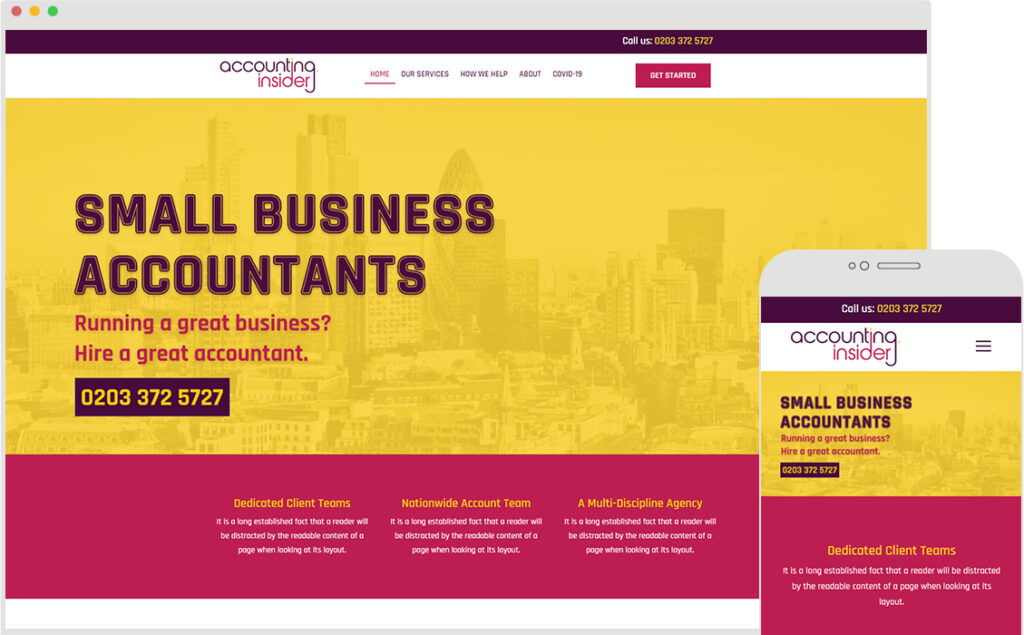 Call us: 0203 372 5727
accounting insider
HOME OUR SERVICES HOW WE HELP ABOUT COVID-19
GET STARTED
SMALL BUSINESS
ACCOUNTANTS
Running a great business?
Hire a great accountant.
0203 372 5727
Dedicated Client Teams
It is a long established fact that a reader will
be distracted by the readable content of a
page when looking at its layout.
Nationwide Account Team
It is a long established fact that a reader will
be distracted by the readable content of a
page when looking at its layout.
A Multi-Discipline Agency
It is a long established fact that a reader will
be distracted by the readable content of a
page when looking at its layout.
Call us: 0203 372 5727
accounting
insider
SMALL BUSINESS
ACCOUNTANTS
Running a great business?
Hire a great accountant.
0203 372 5727
Dedicated Client Teams
It is a long established fact that a reader will be distracted
by the readable content of a page when looking at its
layout.